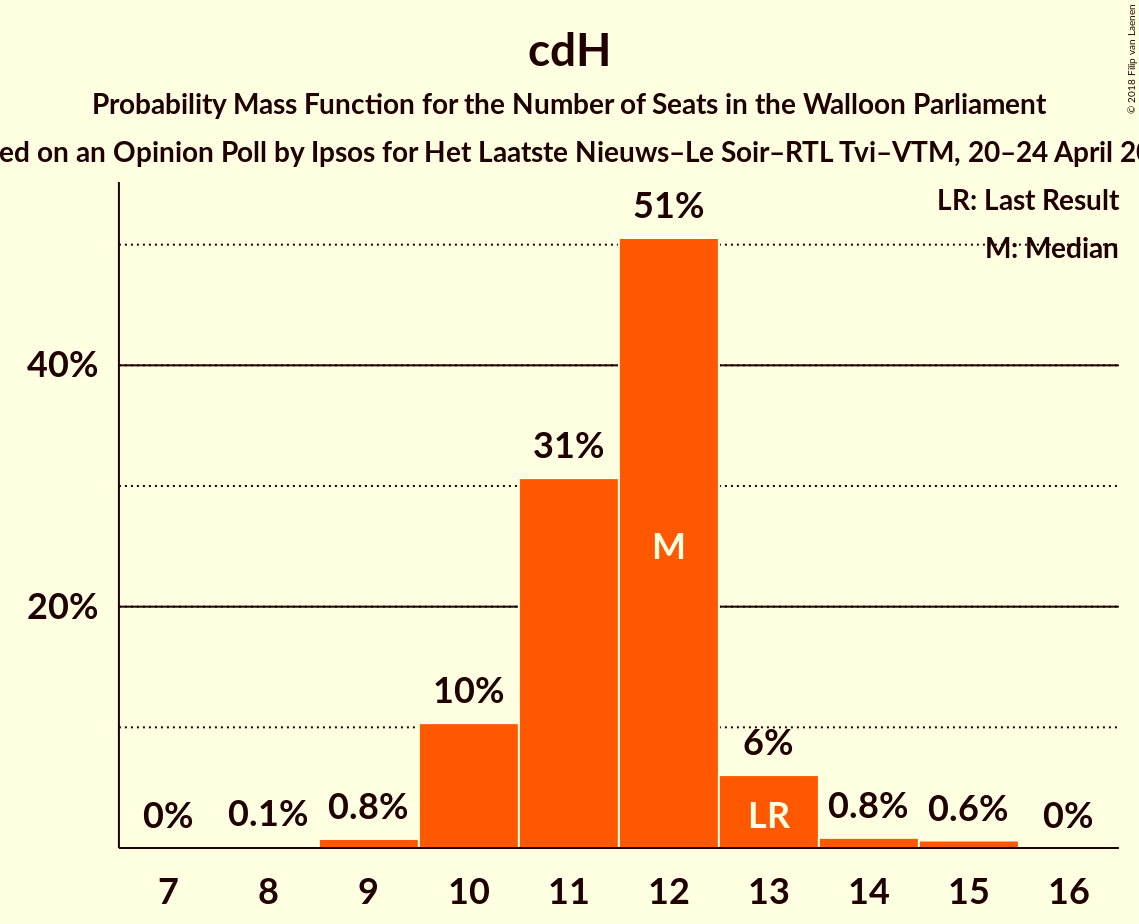 cdH
Probability Mass Function for the Number of Seats in the Walloon Parliament
ed on an Opinion Poll by Ipsos for Het Laatste Nieuws–Le Soir–RTL Tvi–VTM, 20–24 April 20
© 2018 Filip van Laenen
LR: Last Result
M: Median
51%
40%
31%
M
20%
10%
6%
0%
0.1%
0.8%
LR
0.8%
0.6%
0%
7 8 9 10 11 12 13 14 15 16